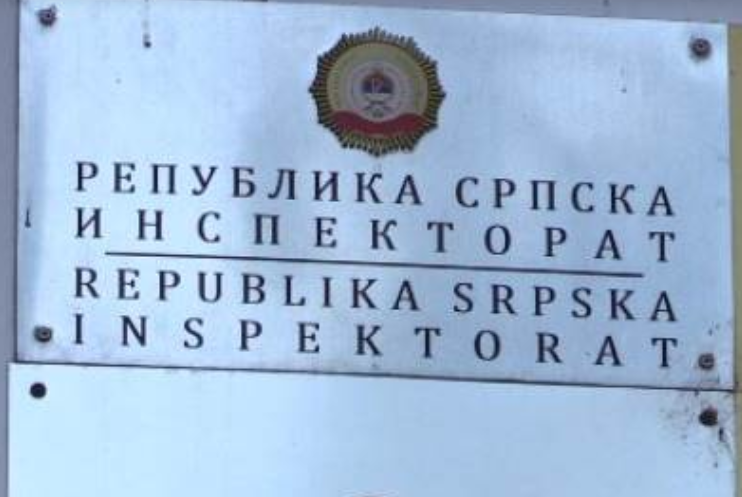 РЕПУБЛИКА СРПСКА
ИНСПЕКТОРАТ
REPUBLIKA SRPSKA
INSPEKTORAT